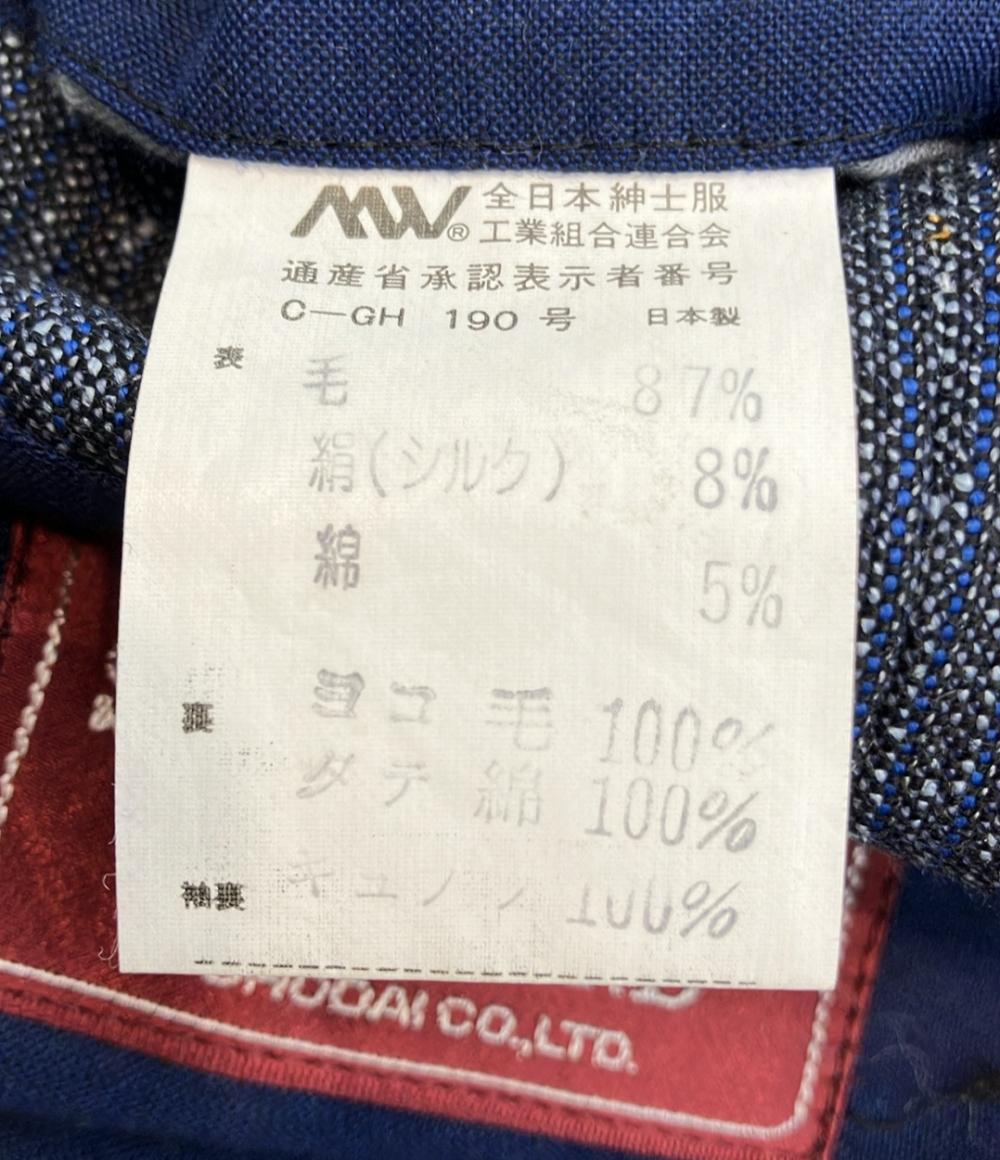 MW® 全日本紳士服
工業組合連合会
通産省承認表示者番号
C—GH 190 号 日本製
表 毛 87%
絹(シルク) 8%
綿 5%
裏 ヨコ 毛 100%
タテ 綿 100%
袖裏 キュプラ 100%
CO.,LTD.